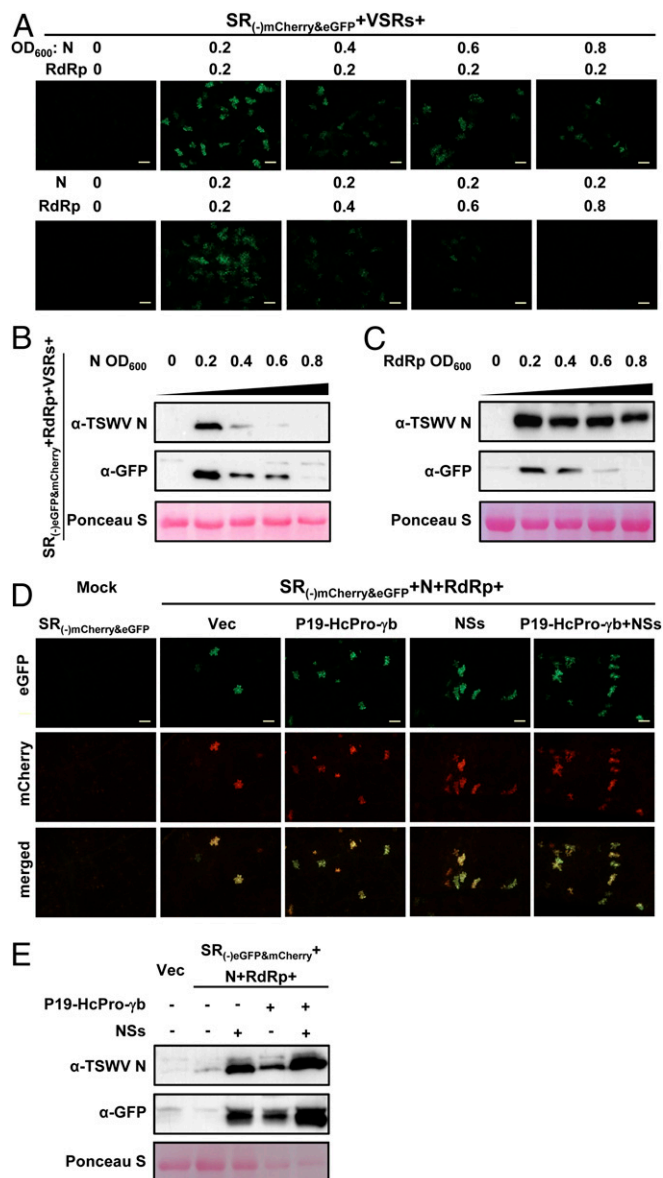 A
SR(-)mCherry&eGFP+VSRs+
OD600: N 0 0.2 0.4 0.6 0.8
RdRp 0 0.2 0.2 0.2 0.2
N 0 0.2 0.2 0.2 0.2
RdRp 0 0.2 0.4 0.6 0.8
B
SR(-)eGFP&mCherry+RdRp+VSRs+
N OD600 0 0.2 0.4 0.6 0.8
α-TSWV N
α-GFP
Ponceau S
C
RdRp OD600 0 0.2 0.4 0.6 0.8
α-TSWV N
α-GFP
Ponceau S
D
Mock SR(-)mCherry&eGFP+N+RdRp+
SR(-)mCherry&eGFP Vec P19-HcPro-γb NSs P19-HcPro-γb+NSs
eGFP
mCherry
merged
E
SR(-)eGFP&mCherry+
Vec N+RdRp+
P19-HcPro-γb - - - + +
NSs - - + - +
α-TSWV N
α-GFP
Ponceau S